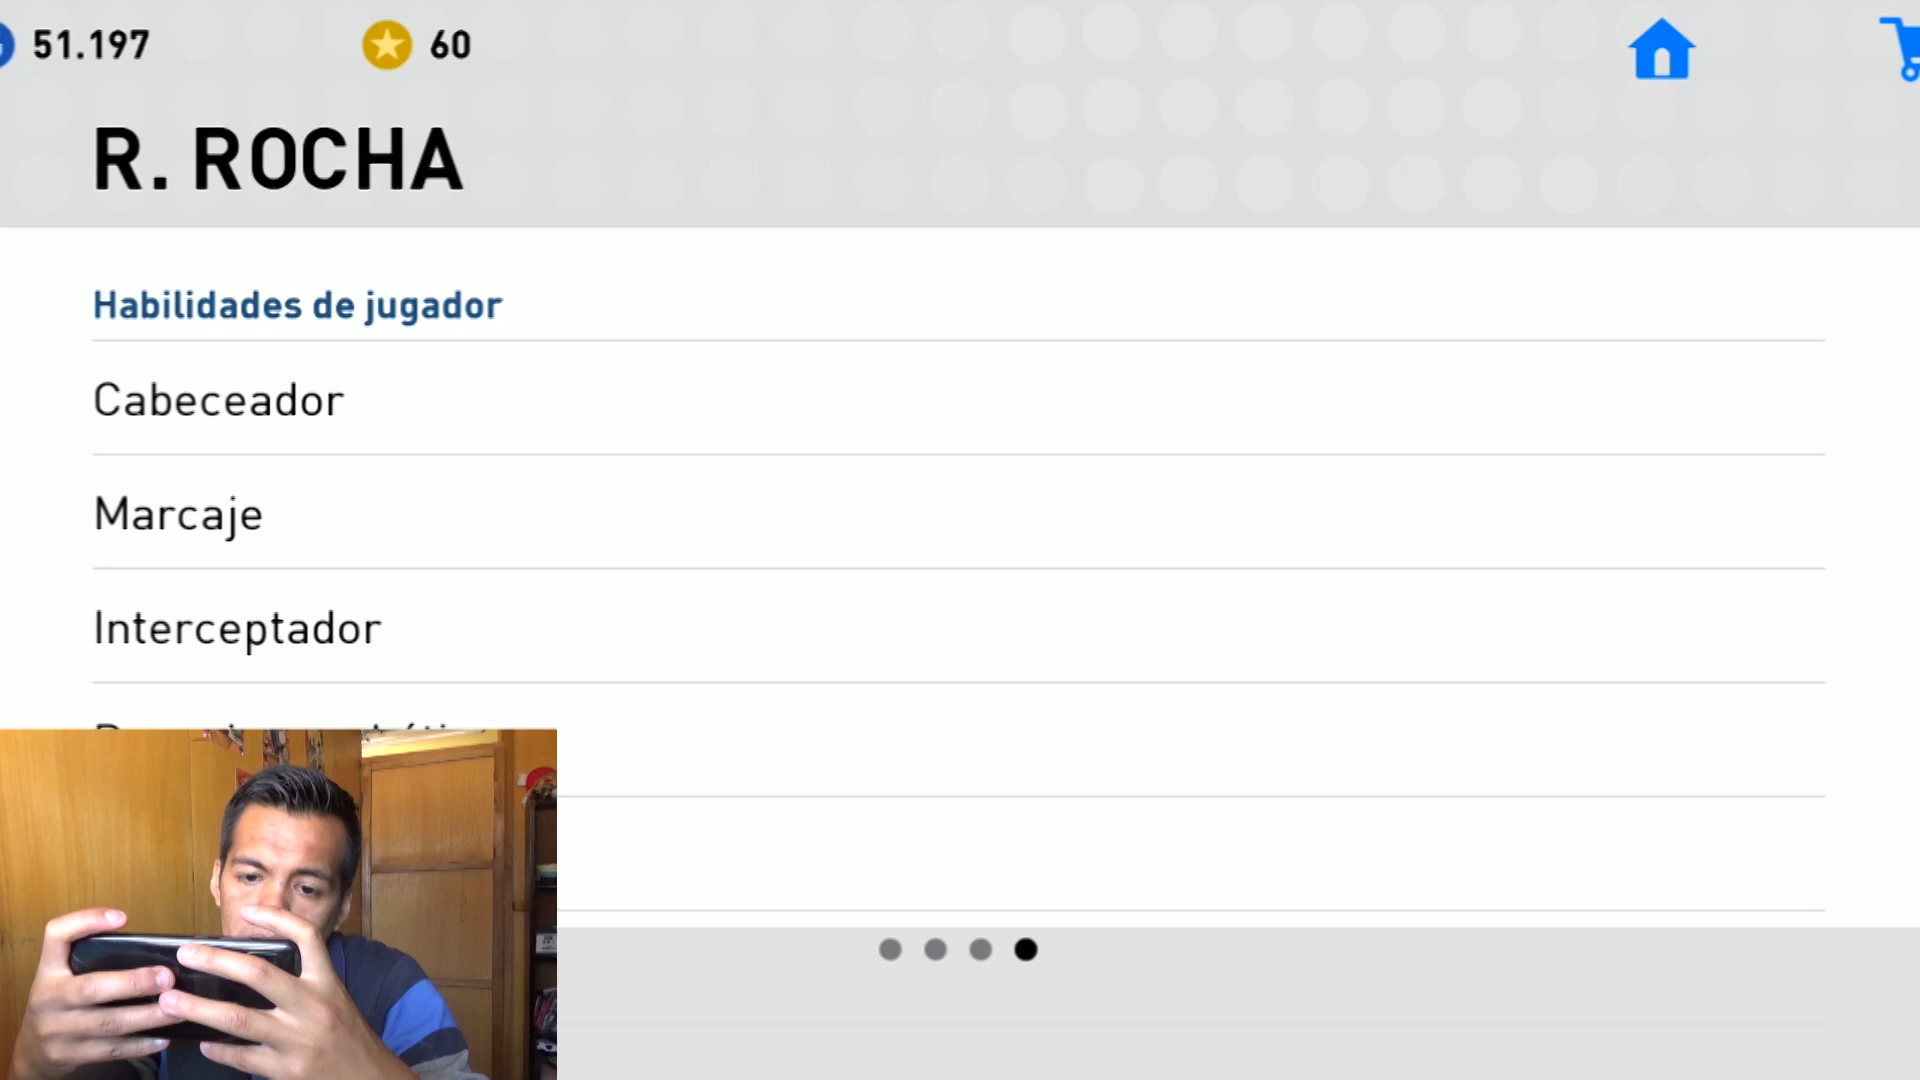 51.197
60
R. ROCHA
Habilidades de jugador
Cabeceador
Marcaje
Interceptador